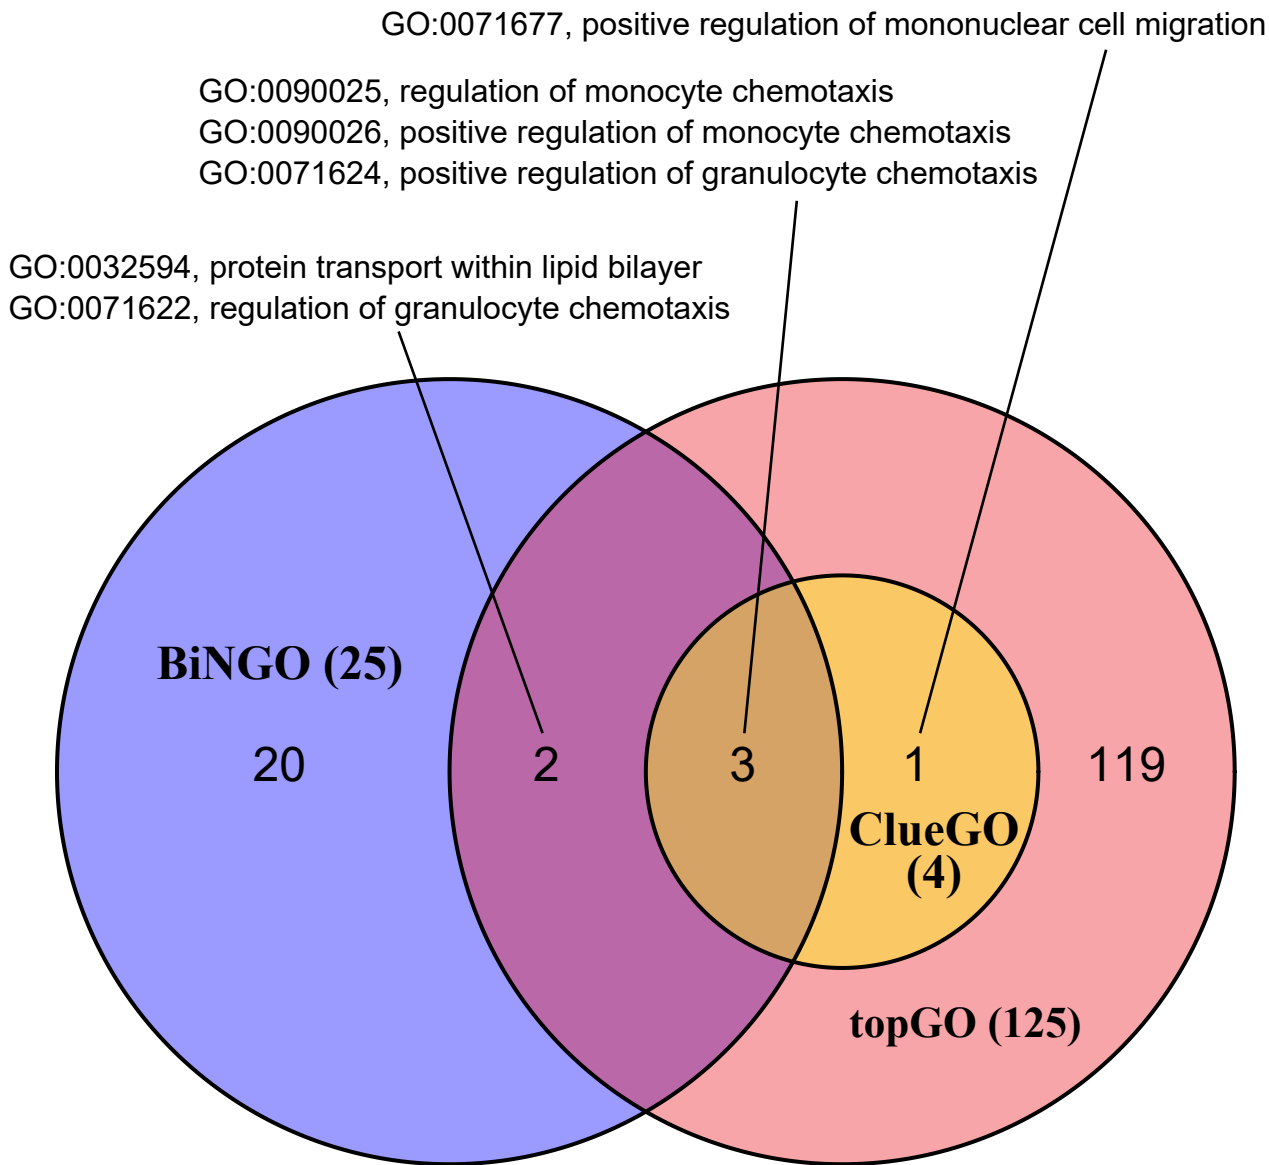 GO:0071677, positive regulation of mononuclear cell migration
GO:0090025, regulation of monocyte chemotaxis
GO:0090026, positive regulation of monocyte chemotaxis
GO:0071624, positive regulation of granulocyte chemotaxis
GO:0032594, protein transport within lipid bilayer
GO:0071622, regulation of granulocyte chemotaxis
BiNGO (25)
20
2
3
1
119
ClueGO
(4)
topGO (125)